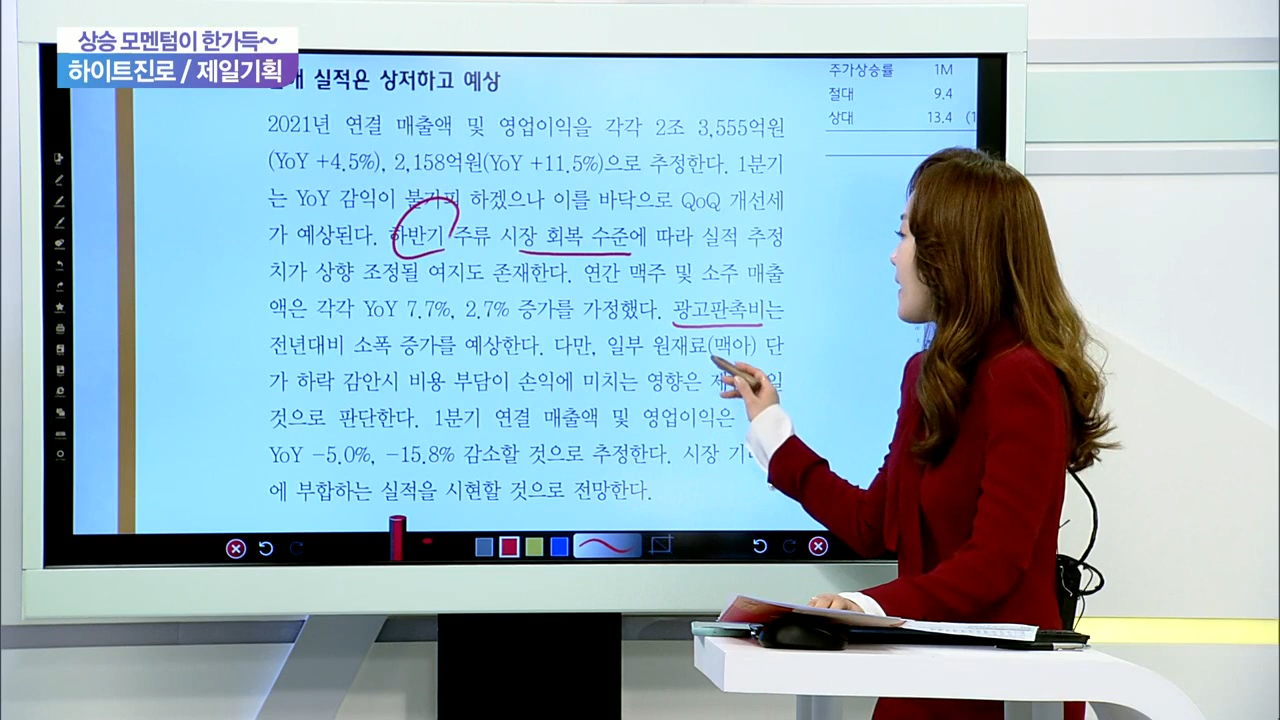 상승 모멘텀이 한가득~
하이트진로 / 제일기획
실적은 상저하고 예상
2021년 연결 매출액 및 영업이익을 각각 2조 3,555억원
(YoY +4.5%), 2,158억원(YoY +11.5%)으로 추정한다. 1분기
는 YoY 감익이 불가피 하겠으나 이를 바닥으로 QoQ 개선세
가 예상된다. 하반기 주류 시장 회복 수준에 따라 실적 추정
치가 상향 조정될 여지도 존재한다. 연간 맥주 및 소주 매출
액은 각각 YoY 7.7%, 2.7% 증가를 가정했다. 광고판촉비는
전년대비 소폭 증가를 예상한다. 다만, 일부 원재료(맥아) 단
가 하락 감안시 비용 부담이 손익에 미치는 영향은
것으로 판단한다. 1분기 연결 매출액 및 영업이익은
YoY -5.0%, -15.8% 감소할 것으로 추정한다. 시장
에 부합하는 실적을 시현할 것으로 전망한다.
주가상승률 1M
절대 9.4
상대 13.4